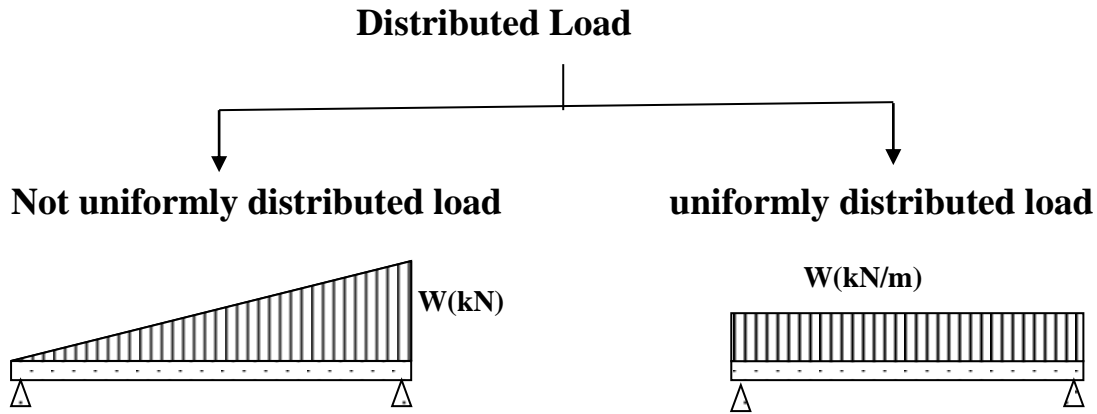 Distributed Load
Not uniformly distributed load
uniformly distributed load
W(kN)
W(kN/m)